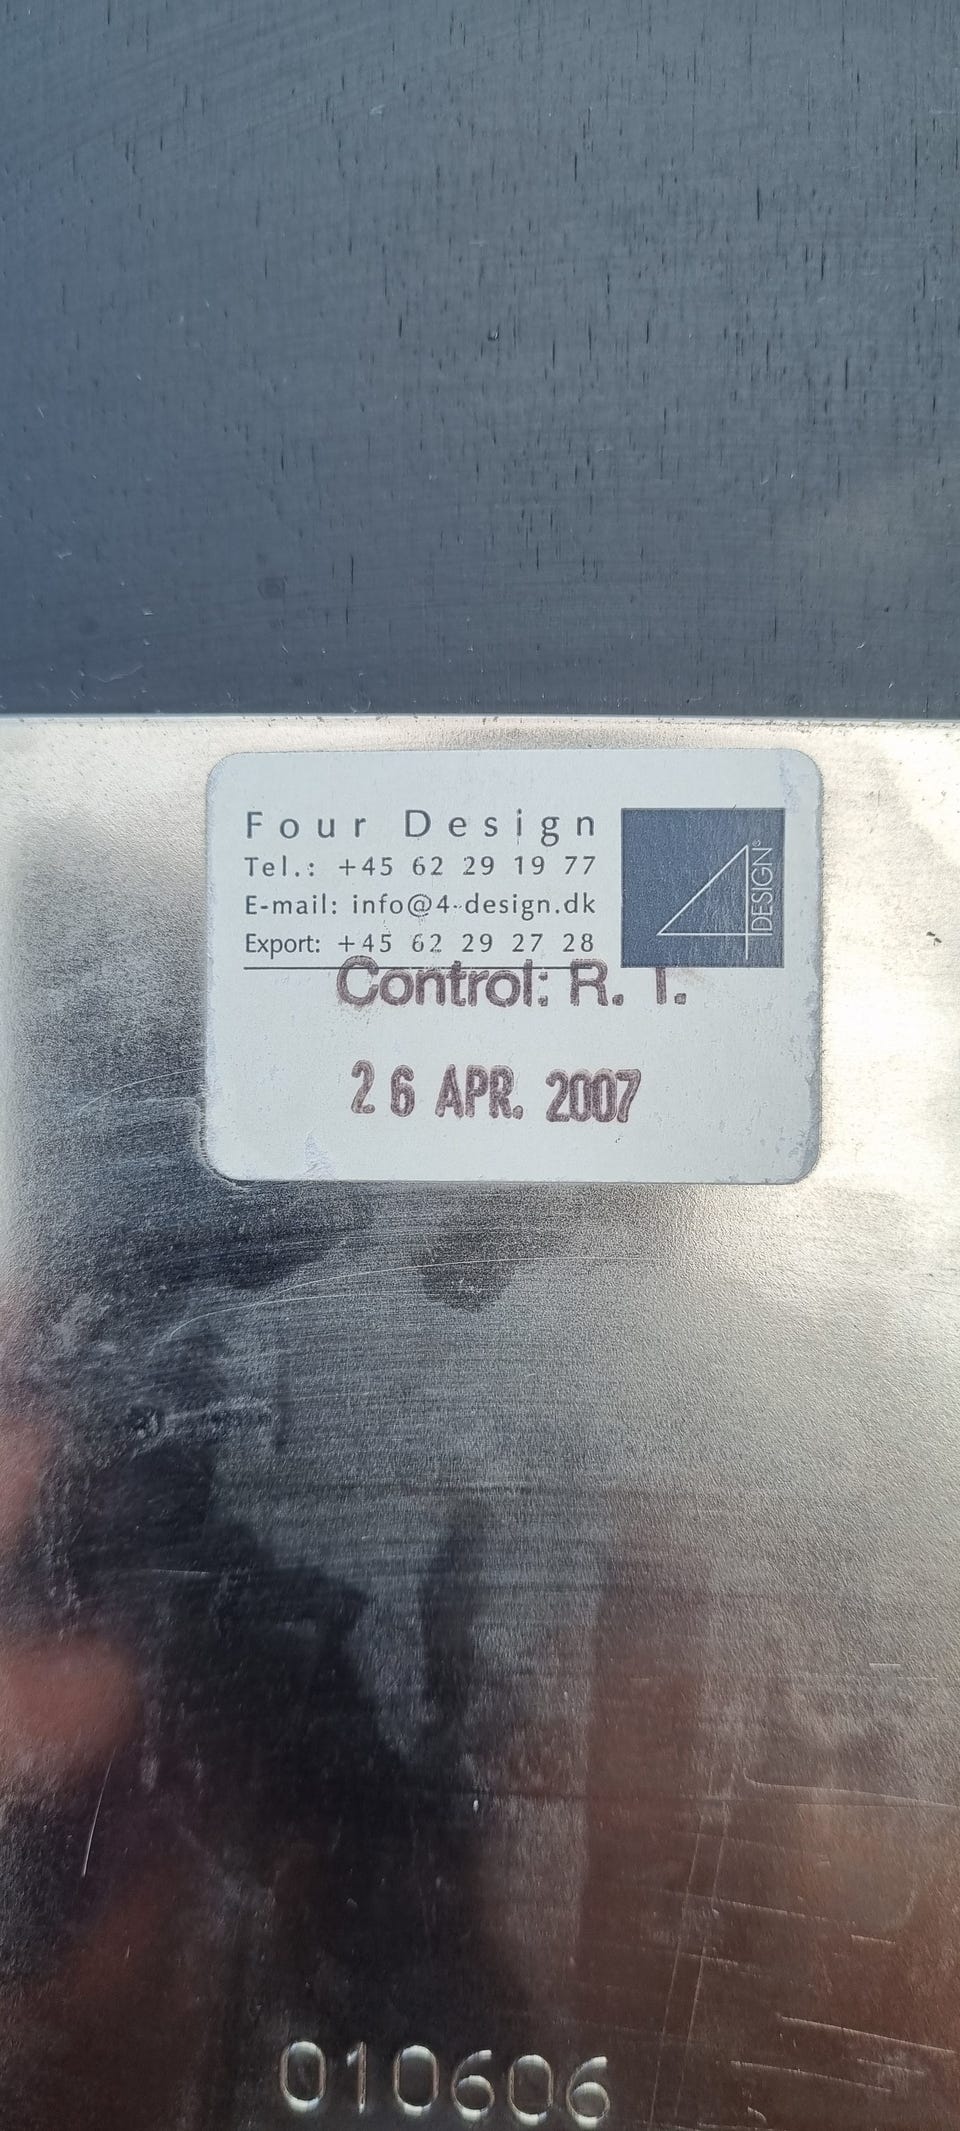 Four Design
Tel.: +45 62 29 19 77
E-mail: info@4-design.dk
Export: +45 62 29 27 28
4 DESIGN®
Control: R. T.
26 APR. 2007
010606